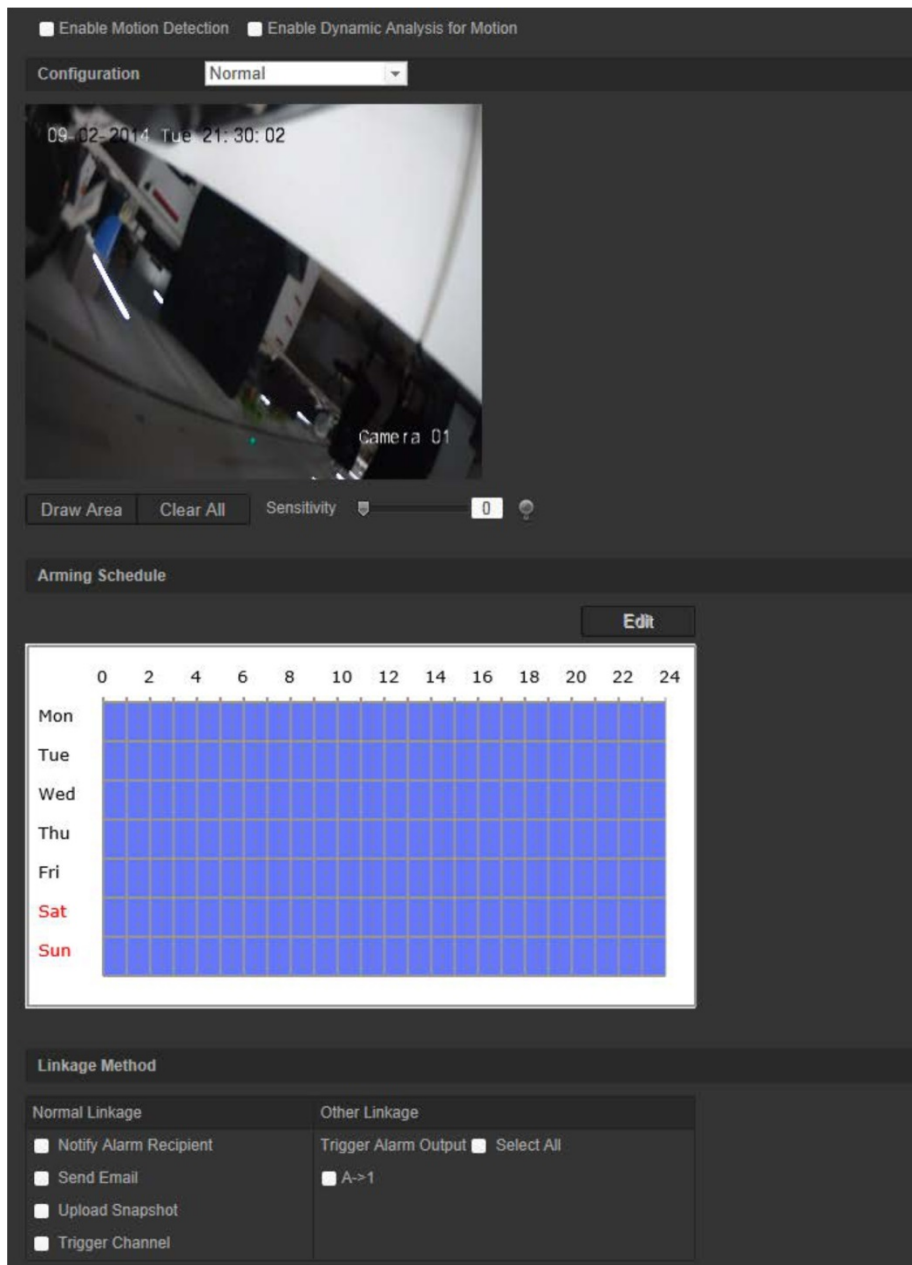 Enable Motion Detection Enable Dynamic Analysis for Motion
Configuration Normal
09-02-2014 Tue 21:30:02
Camera 01
Draw Area Clear All Sensitivity 0
Arming Schedule
Edit
0 2 4 6 8 10 12 14 16 18 20 22 24
Mon
Tue
Wed
Thu
Fri
Sat
Sun
Linkage Method
Normal Linkage Other Linkage
Notify Alarm Recipient Trigger Alarm Output Select All
Send Email A->1
Upload Snapshot
Trigger Channel